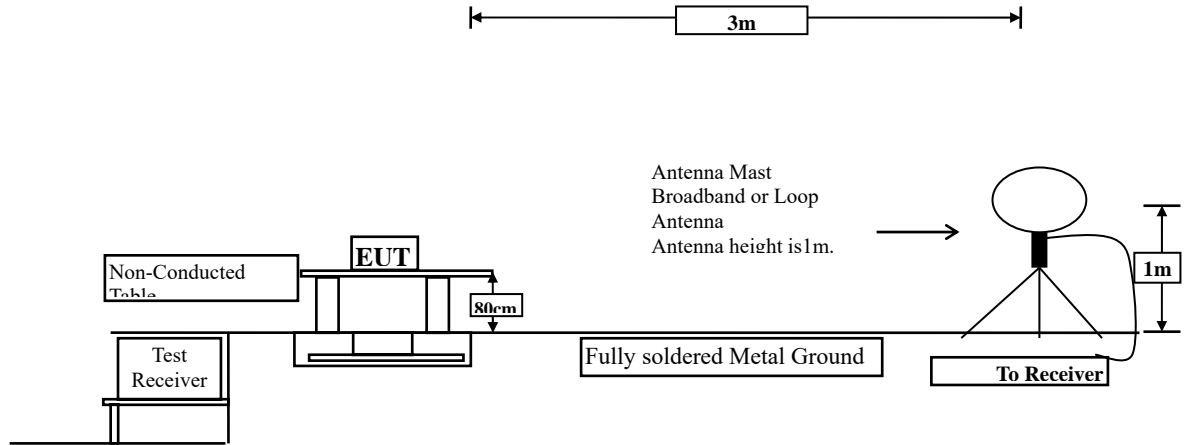 3m
Antenna Mast
Broadband or Loop
Antenna
Antenna height is1m.
EUT
Non-Conducted
Table
80cm
1m
Test
Receiver
Fully soldered Metal Ground
To Receiver